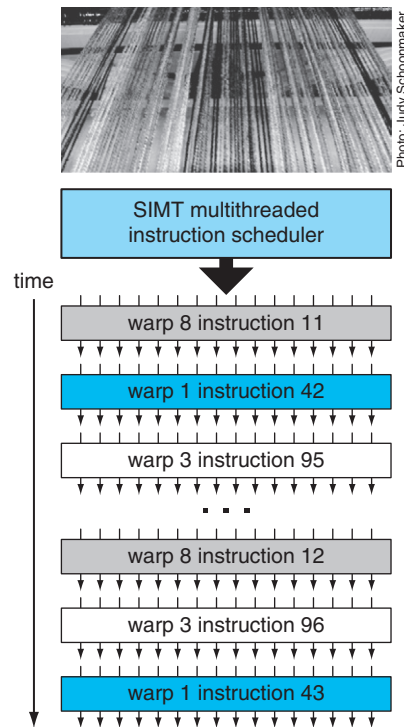 Photo: Judy Schoonmaker
SIMT multithreaded
instruction scheduler
time
warp 8 instruction 11
warp 1 instruction 42
warp 3 instruction 95
. . .
warp 8 instruction 12
warp 3 instruction 96
warp 1 instruction 43